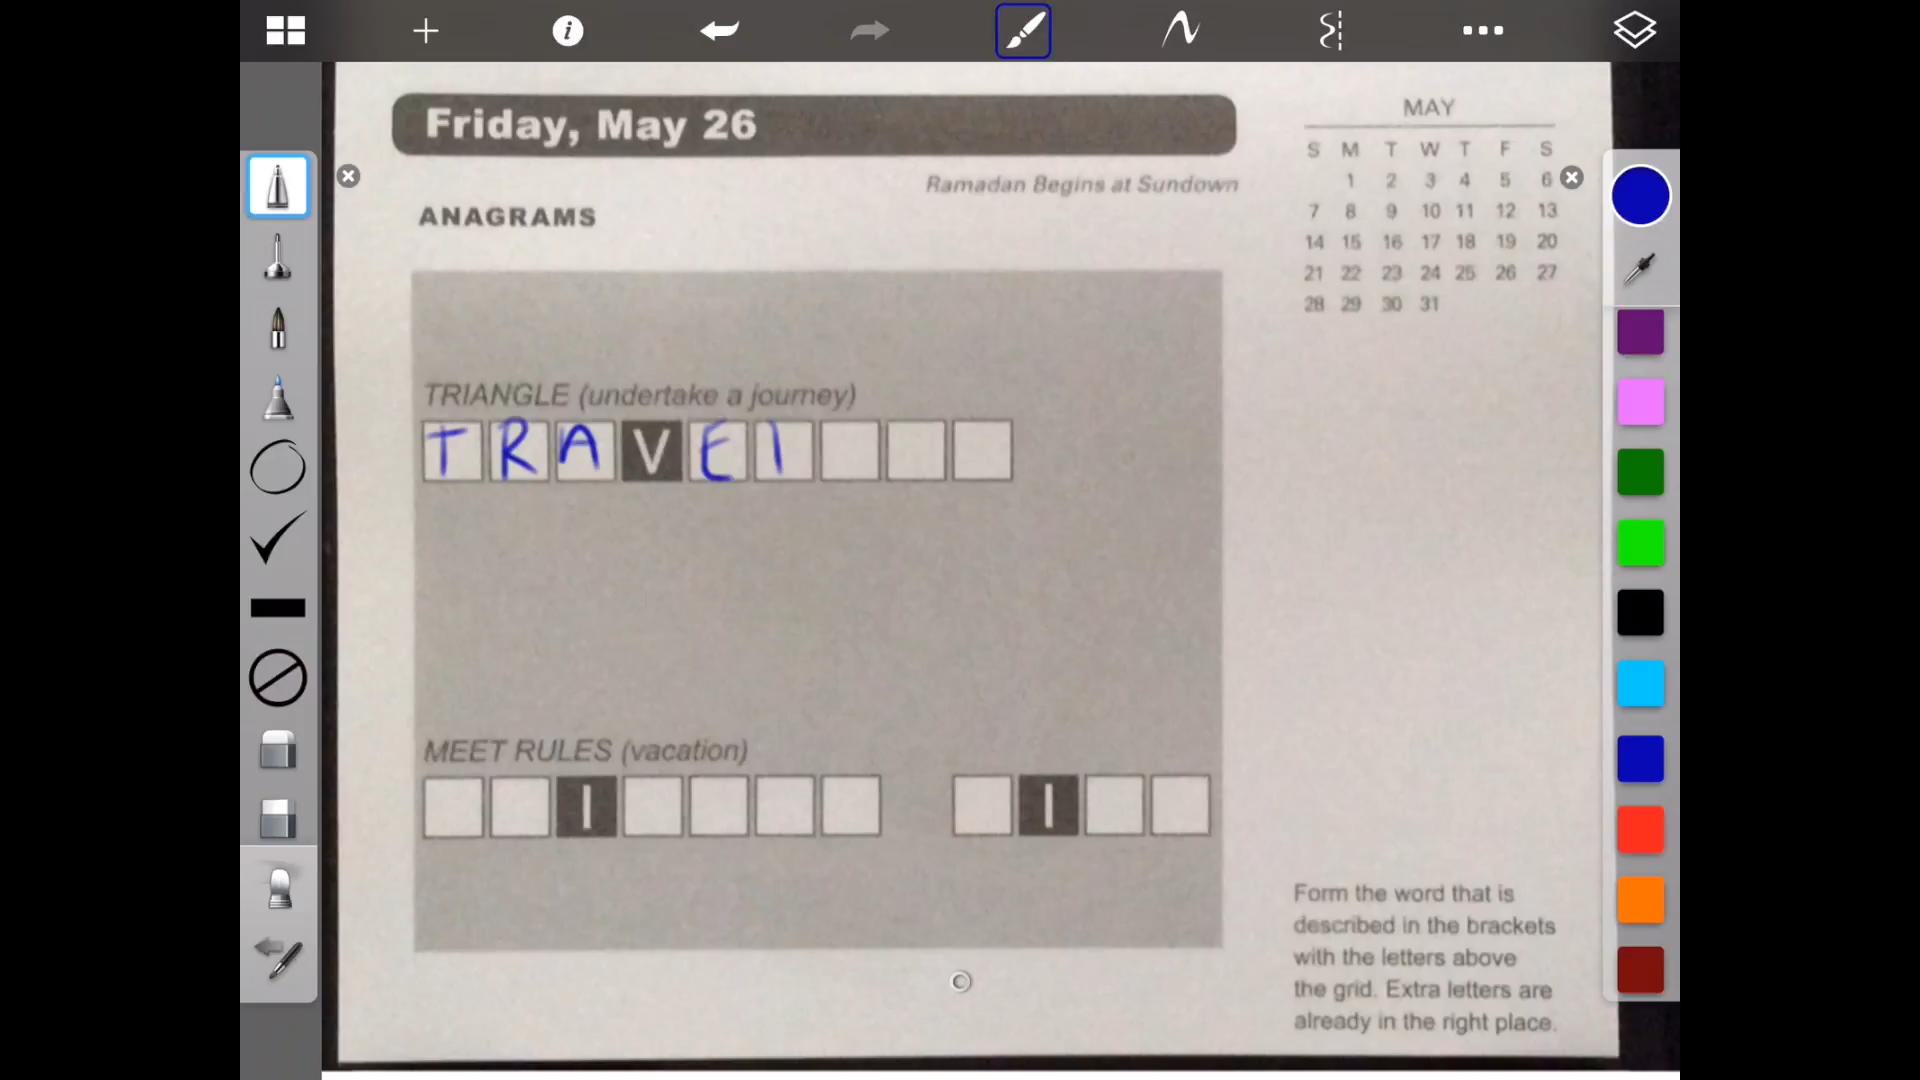 Friday, May 26
Ramadan Begins at Sundown
ANAGRAMS
TRIANGLE (undertake a journey)
T R A V E I
MEET RULES (vacation)
I I
MAY
S M T W T F S
1 2 3 4 5 6
7 8 9 10 11 12 13
14 15 16 17 18 19 20
21 22 23 24 25 26 27
28 29 30 31
Form the word that is
described in the brackets
with the letters above
the grid. Extra letters are
already in the right place.